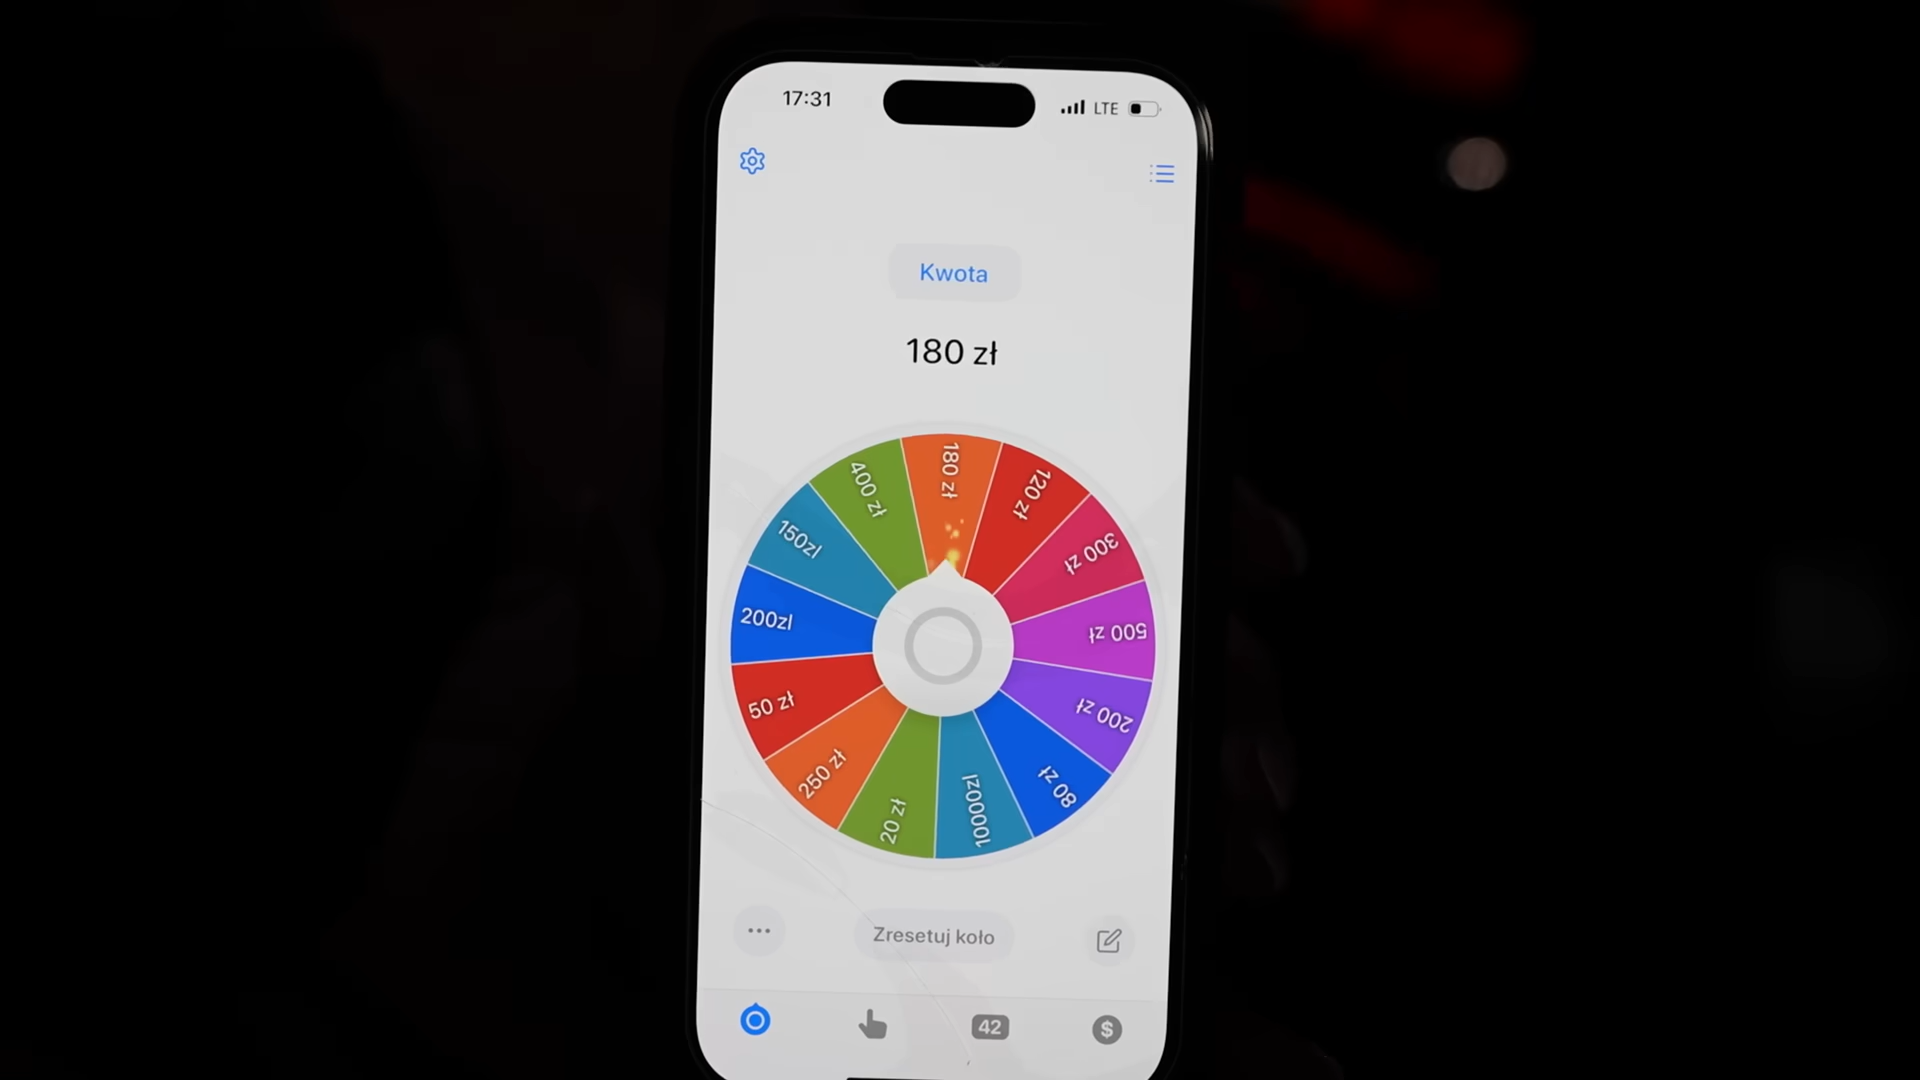 17:31
LTE
Kwota
180 zł
180 zł
120 zł
300 zł
500 zł
200 zł
80 zł
10000zl
20 zł
250 zł
50 zł
200zl
150zl
400 zł
Zresetuj koło
42
$